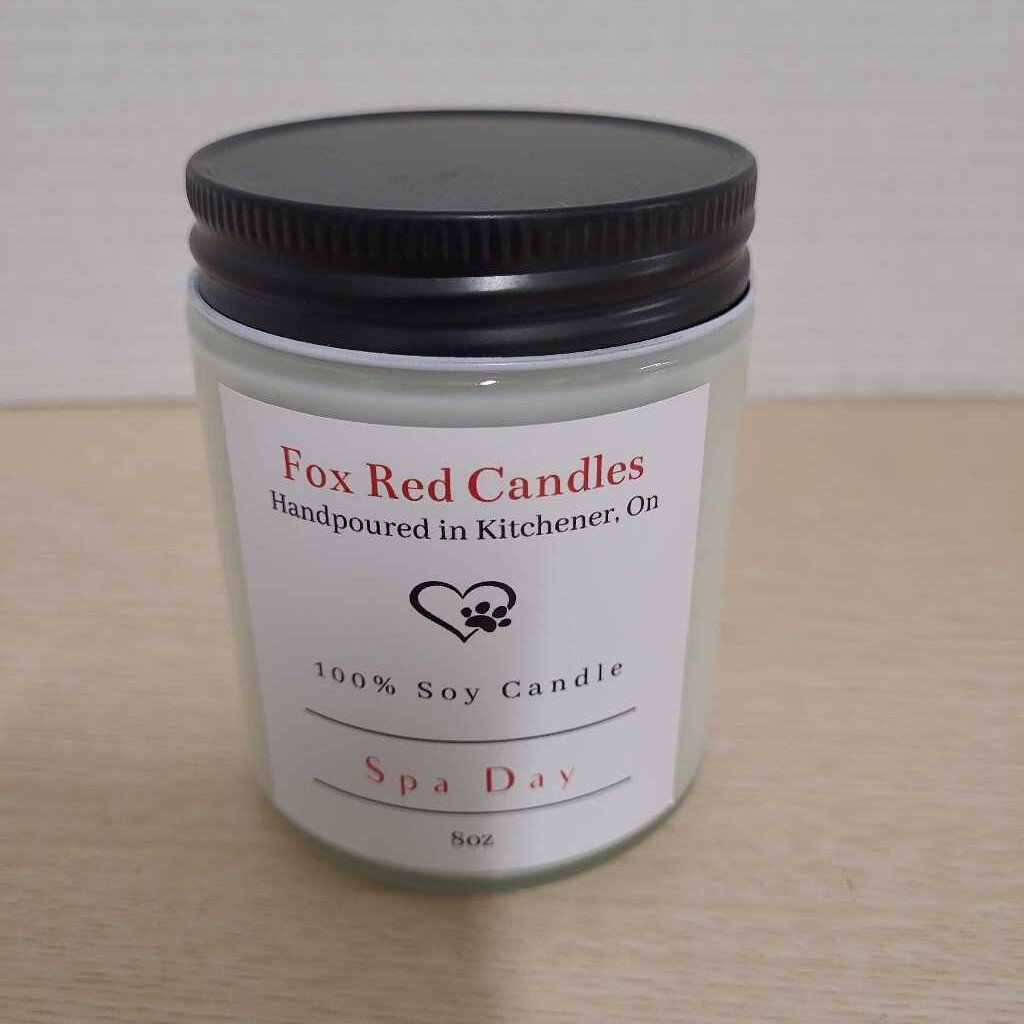 Fox Red Candles
Handpoured in Kitchener, On
100% Soy Candle
Spa Day
8oz